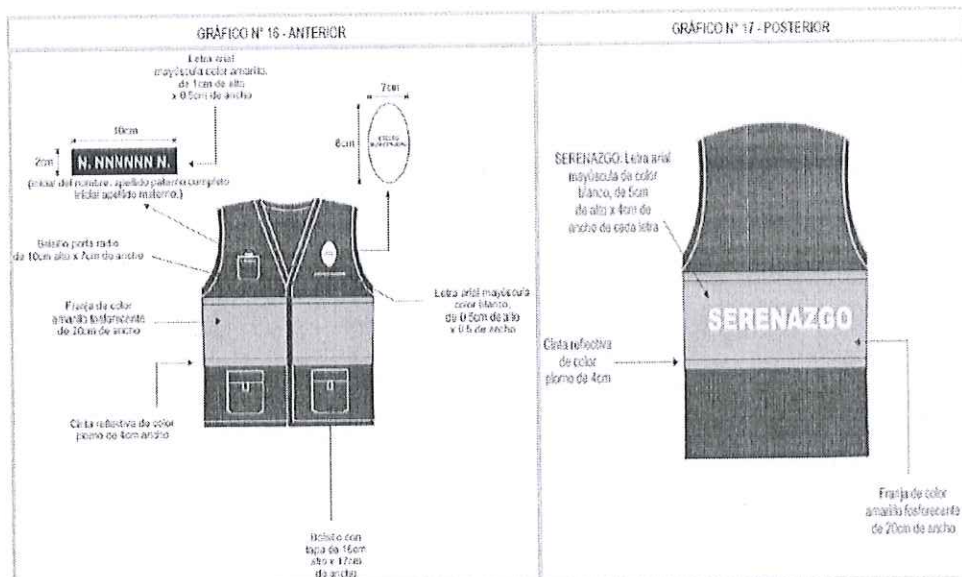 GRÁFICO N° 16 - ANTERIOR
Letra arial
mayúscula color amarillo,
de 1cm de alto
x 0.5cm de ancho
10cm
2cm
N. NNNNNN N.
(inicial del nombre, apellido paterno completo
inicial apellido materno.)
7cm
8cm
Bolsillo porta radio
de 10cm alto x 7cm de ancho
Franja de color
amarillo fosforecente
de 20cm de ancho
Cinta reflectiva de color
plomo de 4cm ancho
Letra arial mayúscula
color blanco,
de 0.5cm de alto
x 0.5 de ancho
Bolsillo con
tapa de 16cm
alto x 17cm
de ancho
GRÁFICO N° 17 - POSTERIOR
SERENAZGO: Letra arial
mayúscula de color
blanco, de 5cm
de alto x 4cm de
ancho de cada letra
SERENAZGO
Cinta reflectiva
de color
plomo de 4cm
Franja de color
amarillo fosforecente
de 20cm de ancho